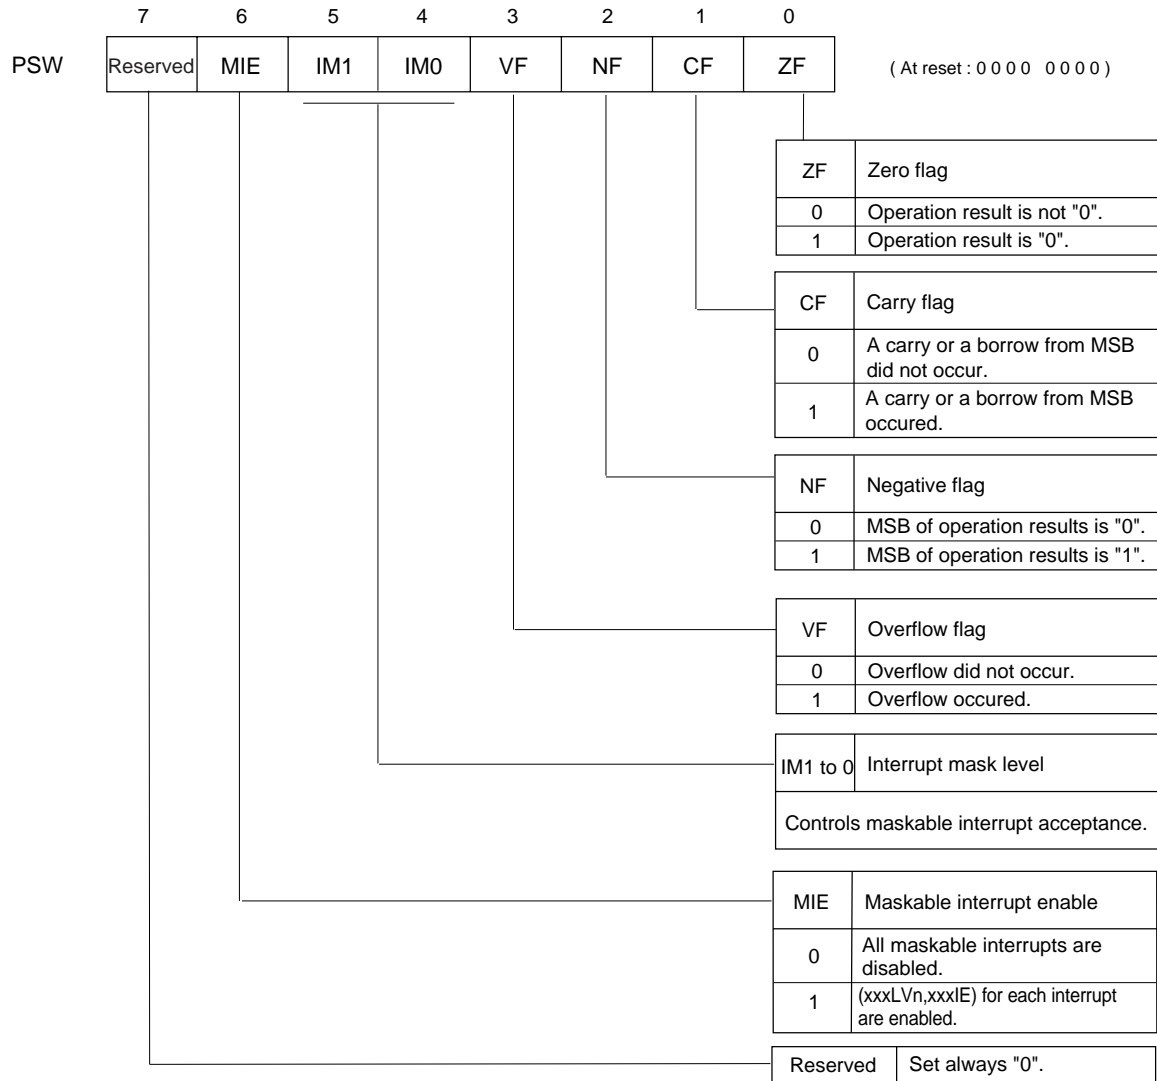 7 6 5 4 3 2 1 0
PSW Reserved MIE IM1 IM0 VF NF CF ZF ( At reset : 0 0 0 0 0 0 0 0 )
ZF Zero flag
0 Operation result is not "0".
1 Operation result is "0".
CF Carry flag
0 A carry or a borrow from MSB
did not occur.
1 A carry or a borrow from MSB
occured.
NF Negative flag
0 MSB of operation results is "0".
1 MSB of operation results is "1".
VF Overflow flag
0 Overflow did not occur.
1 Overflow occured.
IM1 to 0 Interrupt mask level
Controls maskable interrupt acceptance.
MIE Maskable interrupt enable
0 All maskable interrupts are
disabled.
1 (xxxLVn,xxxIE) for each interrupt
are enabled.
Reserved Set always "0".